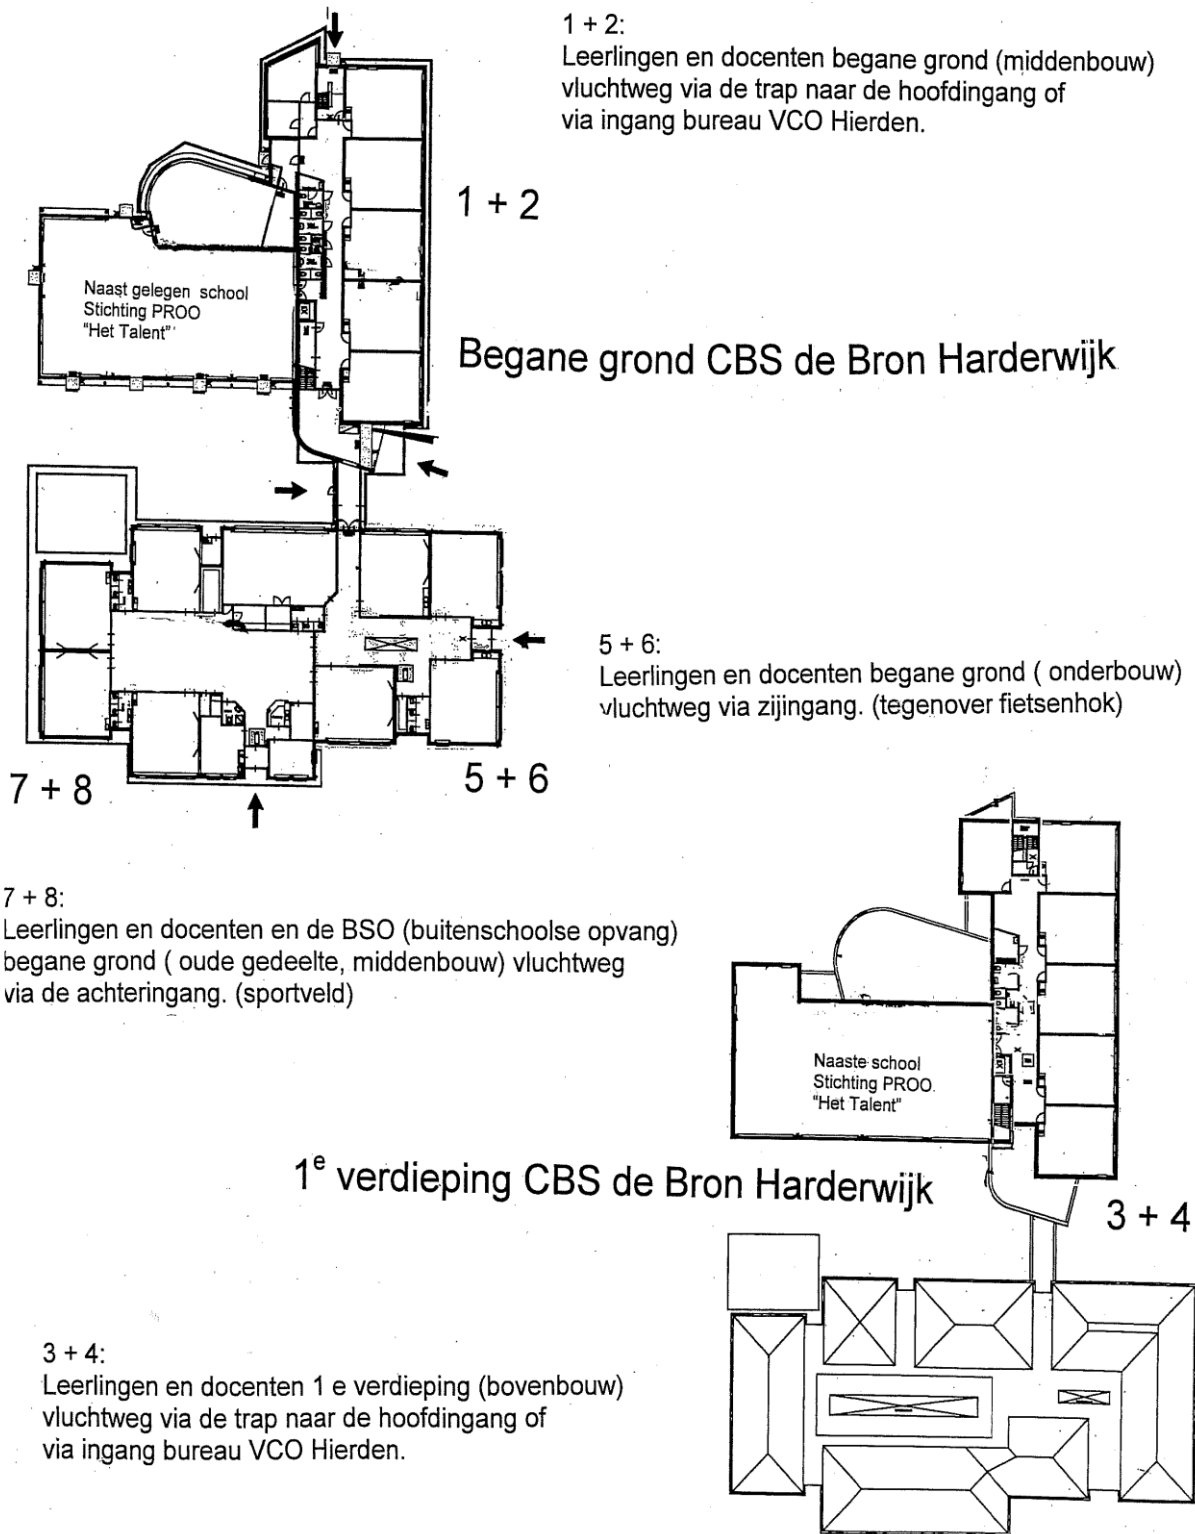 1 + 2:
Leerlingen en docenten begane grond (middenbouw)
vluchtweg via de trap naar de hoofdingang of
via ingang bureau VCO Hierden.
1 + 2
Naast gelegen school
Stichting PROO
"Het Talent"
Begane grond CBS de Bron Harderwijk
5 + 6:
Leerlingen en docenten begane grond ( onderbouw)
vluchtweg via zijingang. (tegenover fietsenhok)
7 + 8
5 + 6
7 + 8:
Leerlingen en docenten en de BSO (buitenschoolse opvang)
begane grond ( oude gedeelte, middenbouw) vluchtweg
via de achteringang. (sportveld)
Naaste school
Stichting PROO.
"Het Talent"
1e verdieping CBS de Bron Harderwijk
3 + 4
3 + 4:
Leerlingen en docenten 1 e verdieping (bovenbouw)
vluchtweg via de trap naar de hoofdingang of
via ingang bureau VCO Hierden.